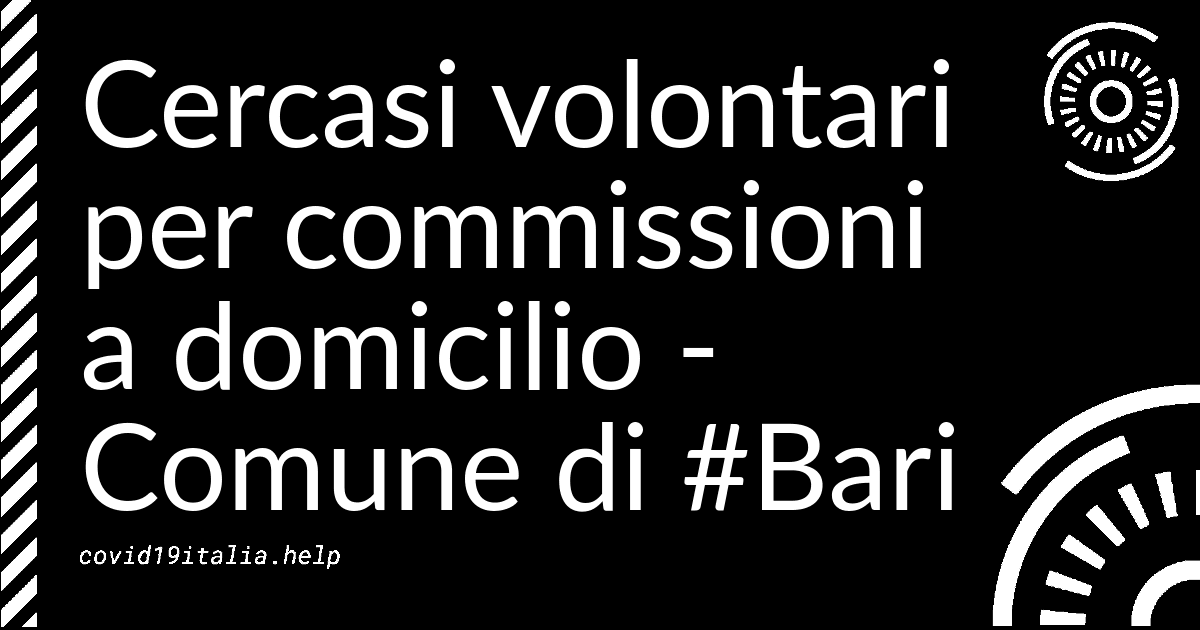 Cercasi volontari
per commissioni
a domicilio -
Comune di #Bari
covid19italia.help